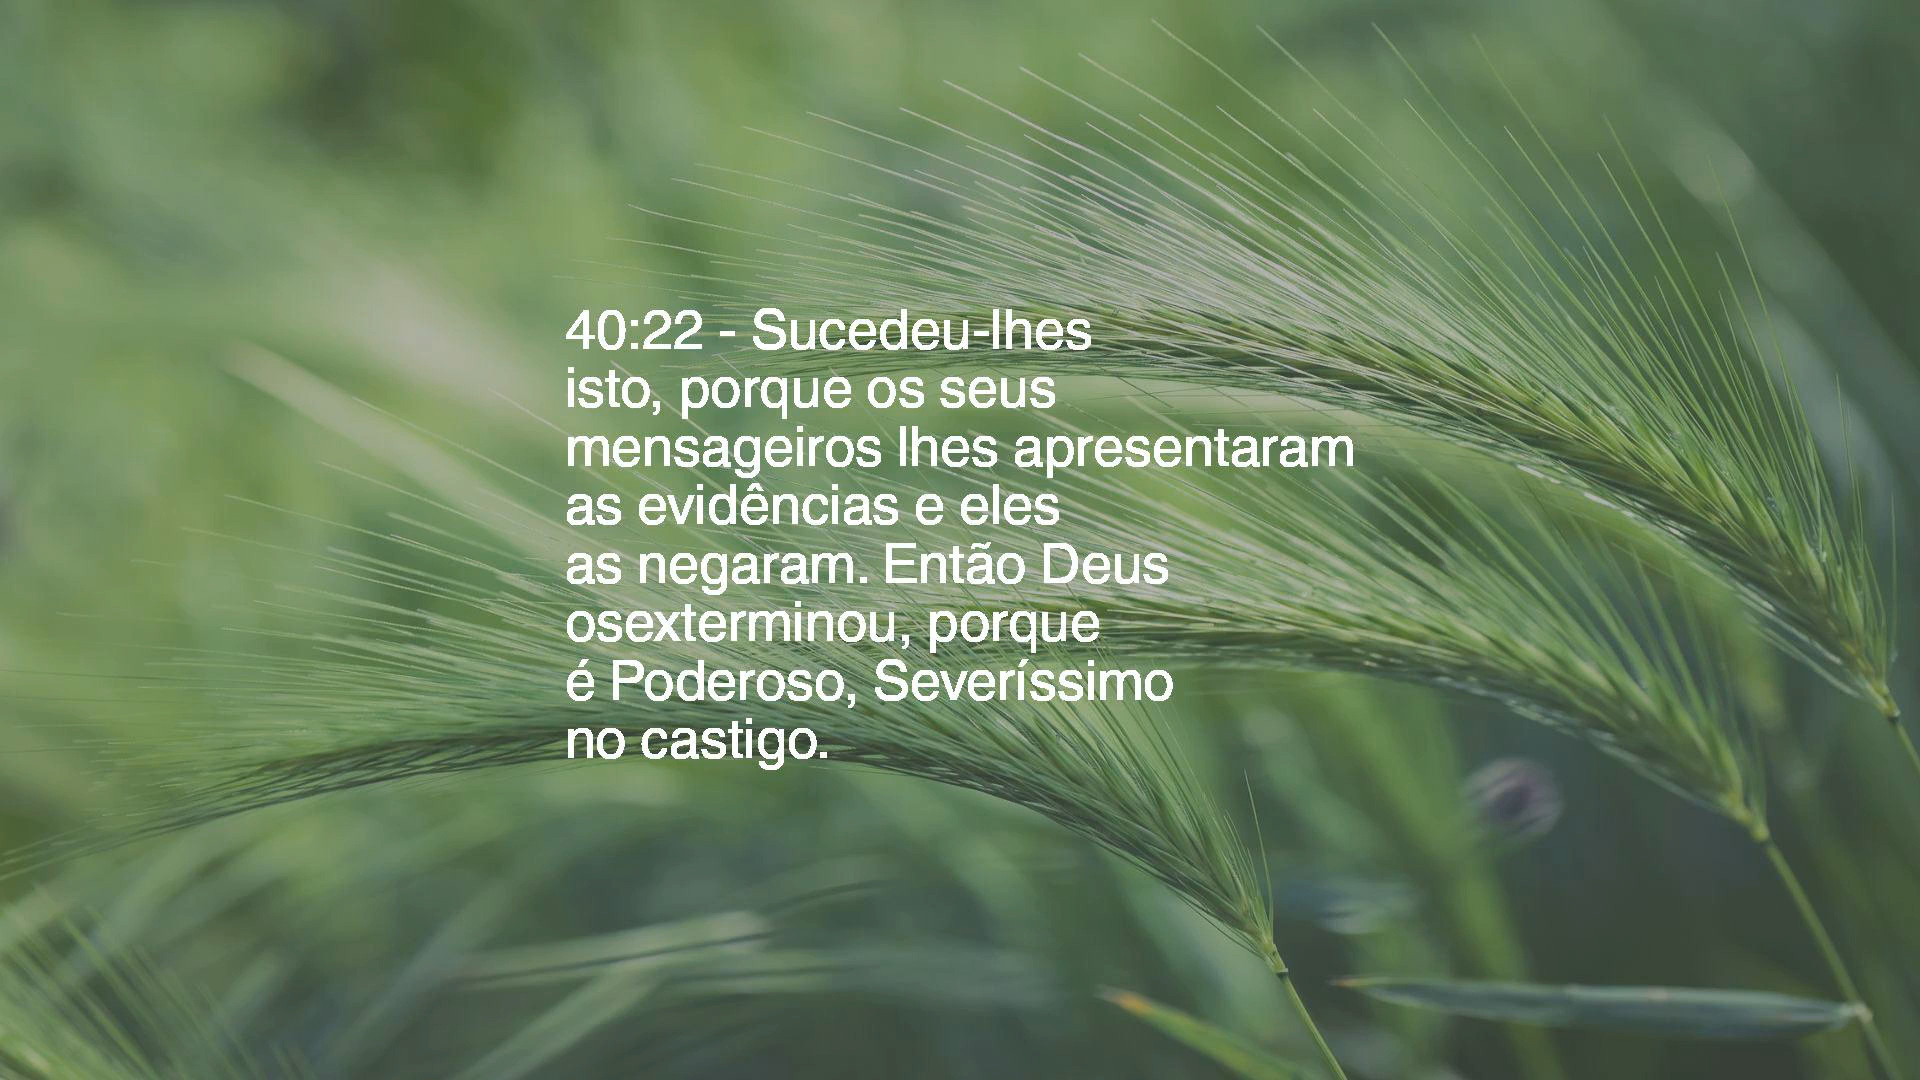 40:22 - Sucedeu-lhes
isto, porque os seus
mensageiros lhes apresentaram
as evidências e eles
as negaram. Então Deus
osexterminou, porque
é Poderoso, Severíssimo
no castigo.